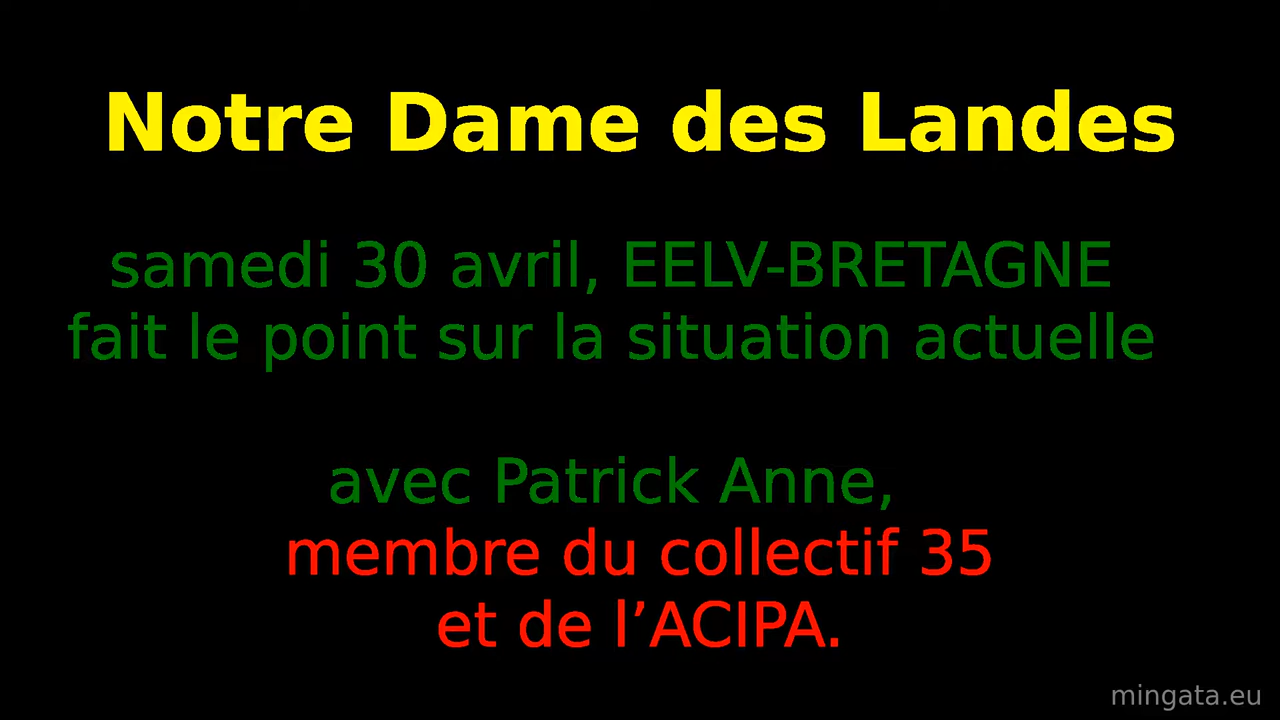 Notre Dame des Landes
samedi 30 avril, EELV-BRETAGNE
fait le point sur la situation actuelle
avec Patrick Anne,
membre du collectif 35
et de l’ACIPA.
mingata.eu